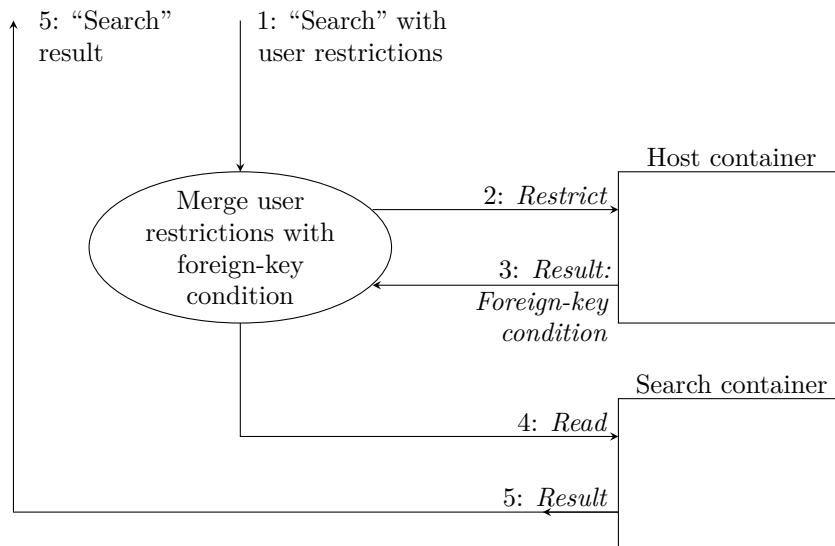 5: “Search”
result
1: “Search” with
user restrictions
Host container
Merge user
restrictions with
foreign-key
condition
2: Restrict
3: Result:
Foreign-key
condition
Search container
4: Read
5: Result